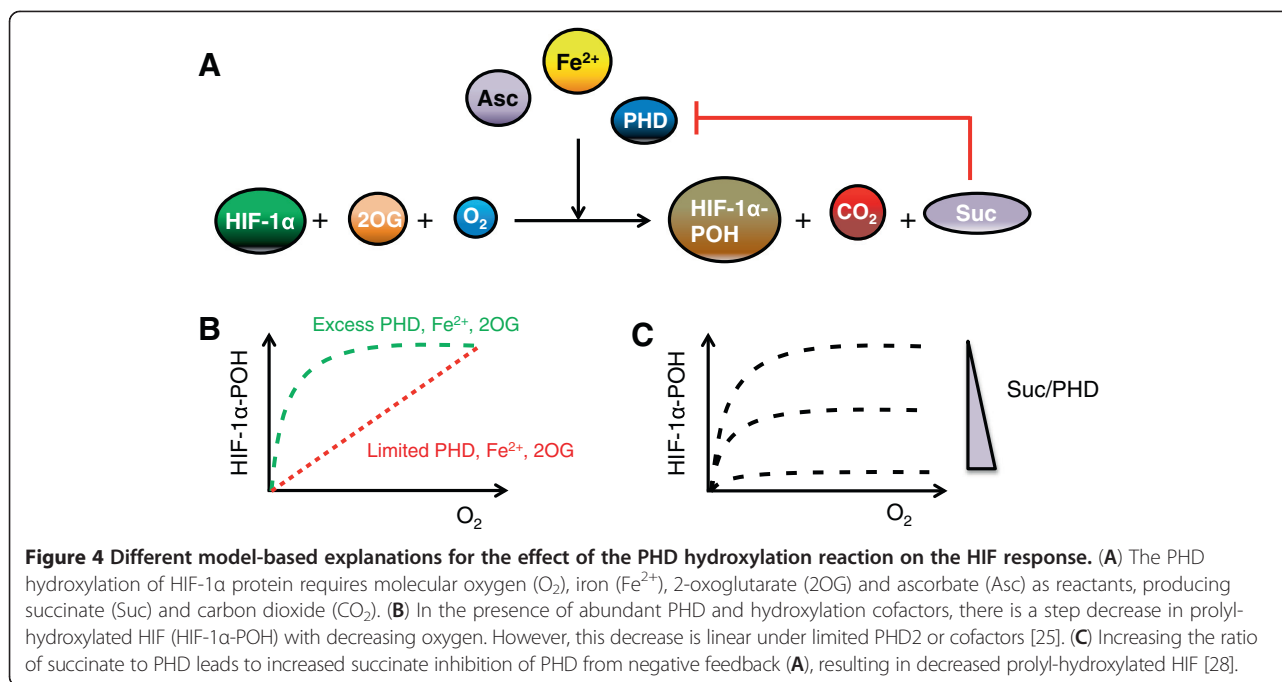 A
Fe²⁺
Asc
PHD
HIF-1α + 2OG + O₂ HIF-1α-POH + CO₂ + Suc
B
Excess PHD, Fe²⁺, 2OG
HIF-1α-POH
Limited PHD, Fe²⁺, 2OG
O₂
C
HIF-1α-POH
Suc/PHD
O₂
Figure 4 Different model-based explanations for the effect of the PHD hydroxylation reaction on the HIF response. (A) The PHD
hydroxylation of HIF-1α protein requires molecular oxygen (O₂), iron (Fe²⁺), 2-oxoglutarate (2OG) and ascorbate (Asc) as reactants, producing
succinate (Suc) and carbon dioxide (CO₂). (B) In the presence of abundant PHD and hydroxylation cofactors, there is a step decrease in prolyl-
hydroxylated HIF (HIF-1α-POH) with decreasing oxygen. However, this decrease is linear under limited PHD2 or cofactors [25]. (C) Increasing the ratio
of succinate to PHD leads to increased succinate inhibition of PHD from negative feedback (A), resulting in decreased prolyl-hydroxylated HIF [28].